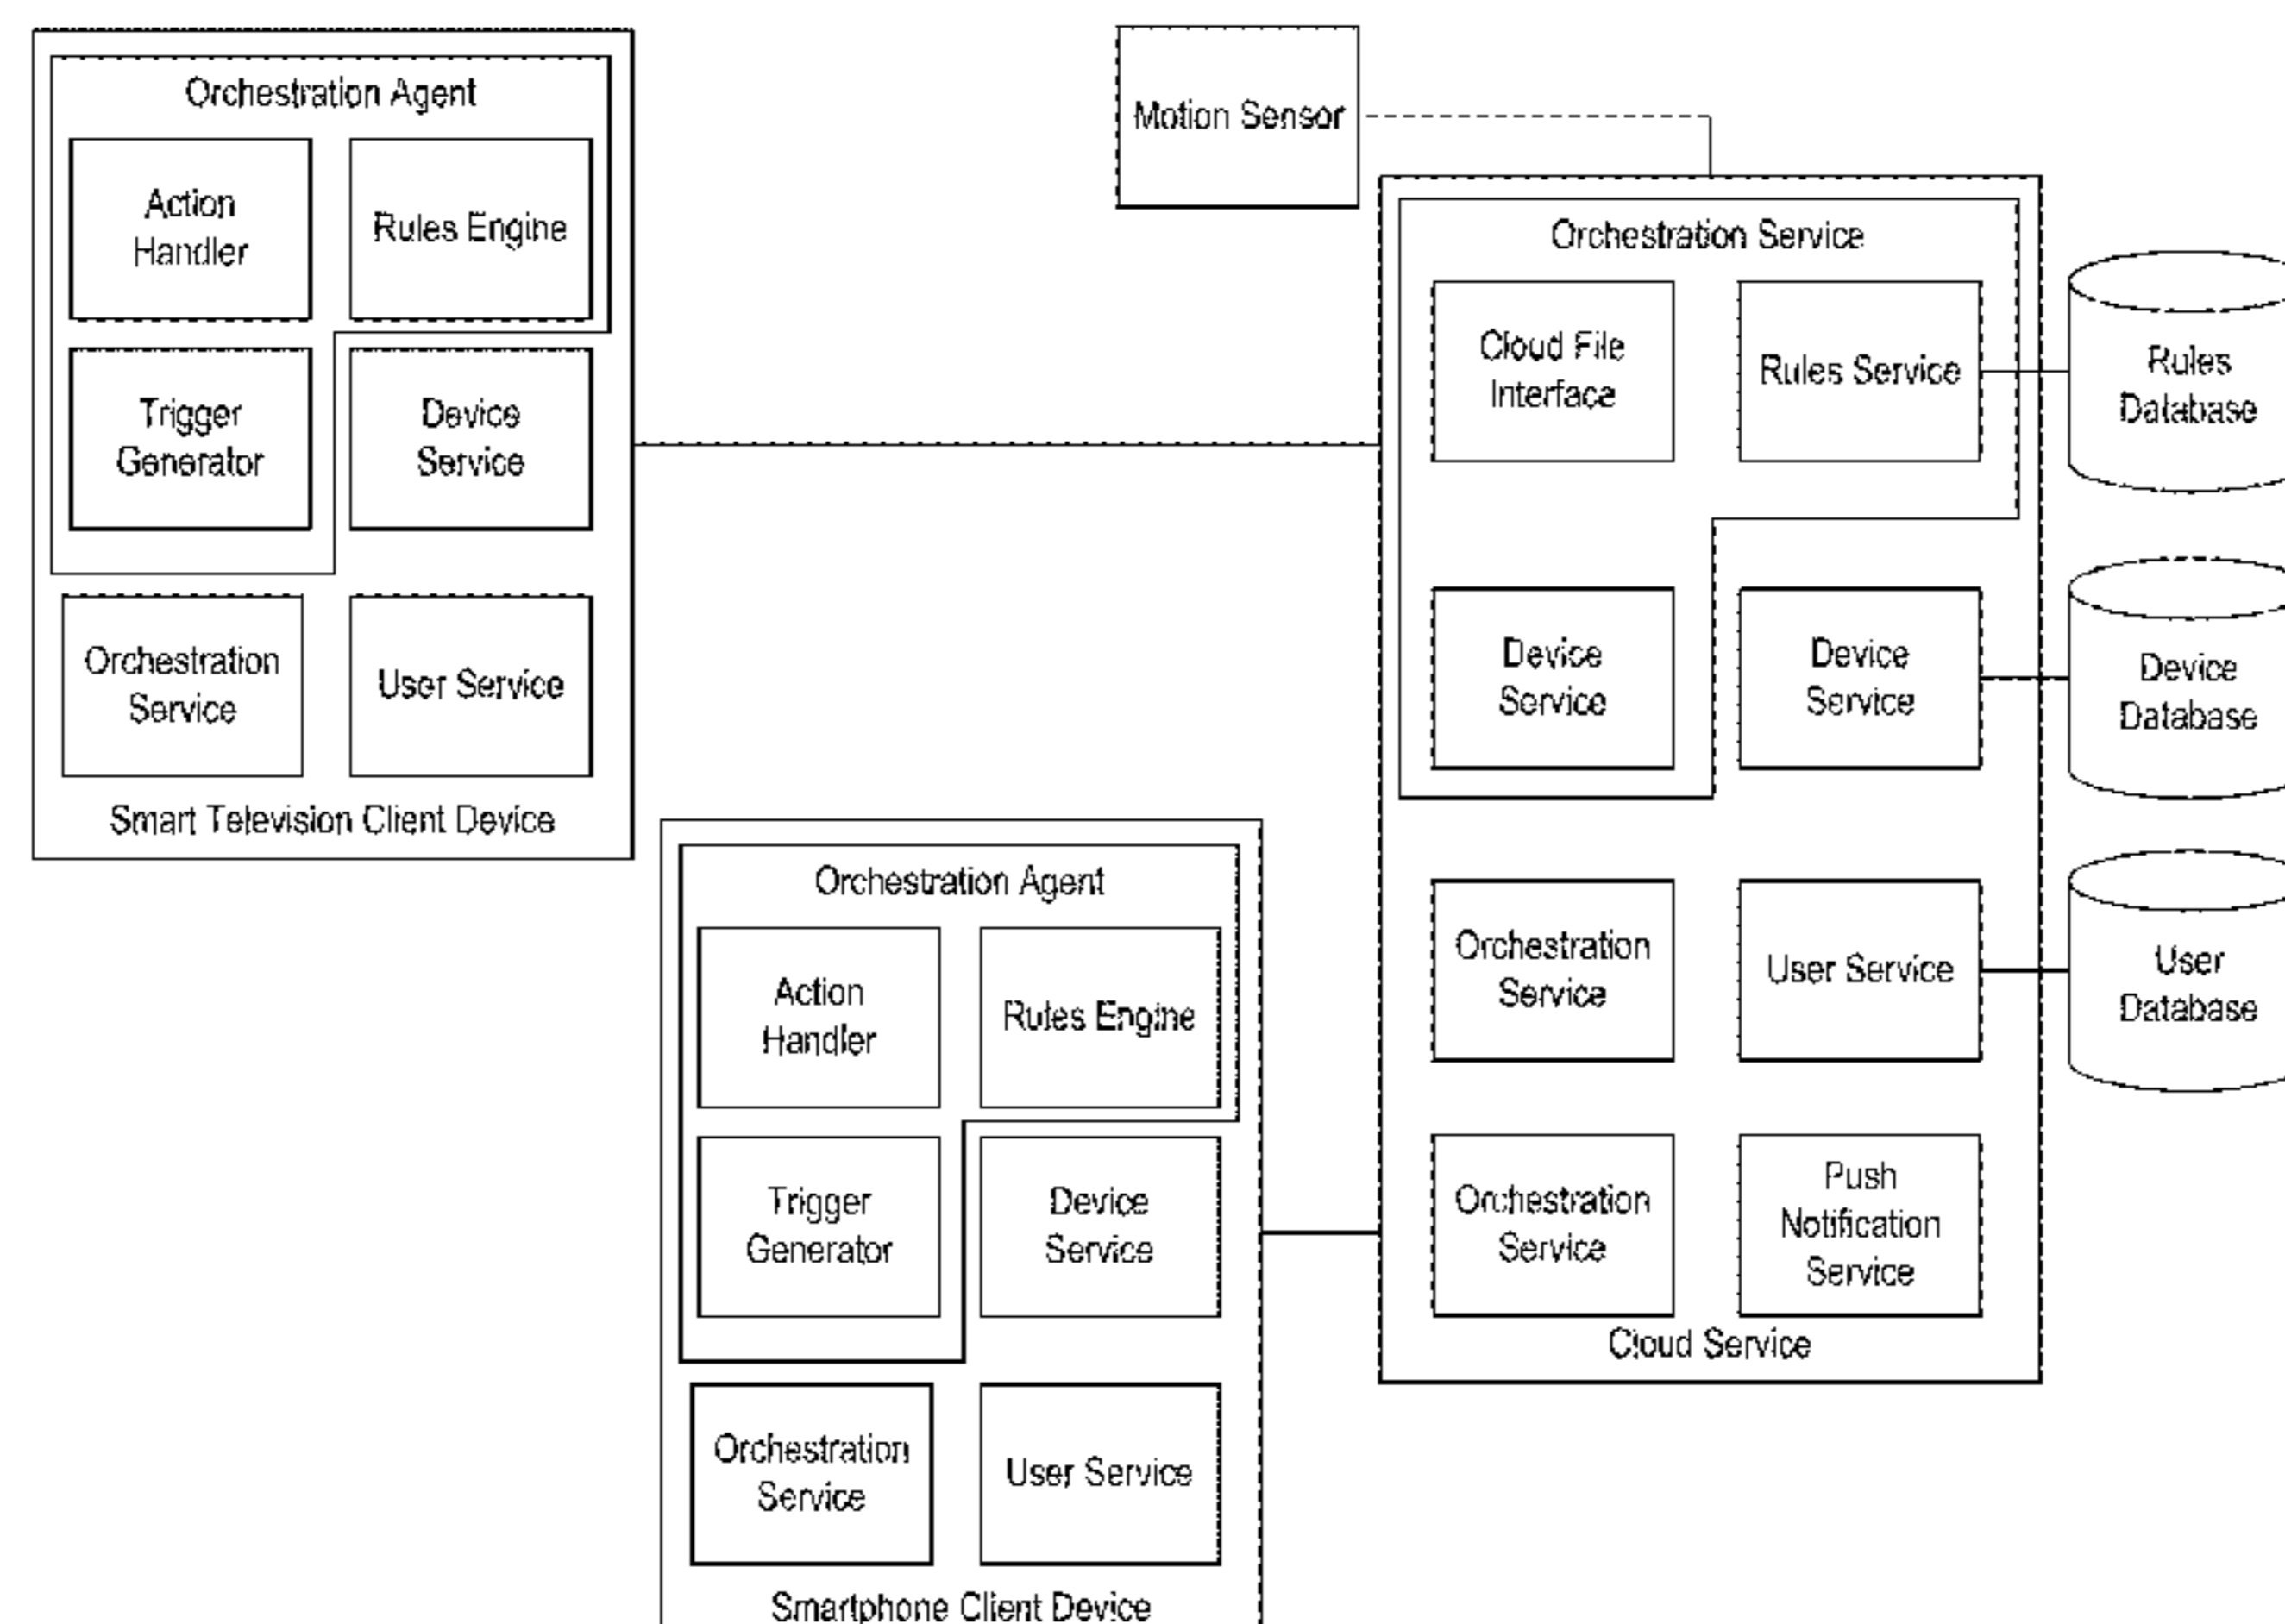 Orchestration Agent
Action
Handler
Rules Engine
Trigger
Generator
Device
Service
Orchestration
Service
User Service
Smart Television Client Device
Motion Sensor
Orchestration Service
Cloud File
Interface
Rules Service
Rules
Database
Device
Service
Device
Service
Device
Database
Orchestration
Service
User Service
User
Database
Orchestration
Service
Push
Notification
Service
Cloud Service
Orchestration Agent
Action
Handler
Rules Engine
Trigger
Generator
Device
Service
Orchestration
Service
User Service
Smartphone Client Device